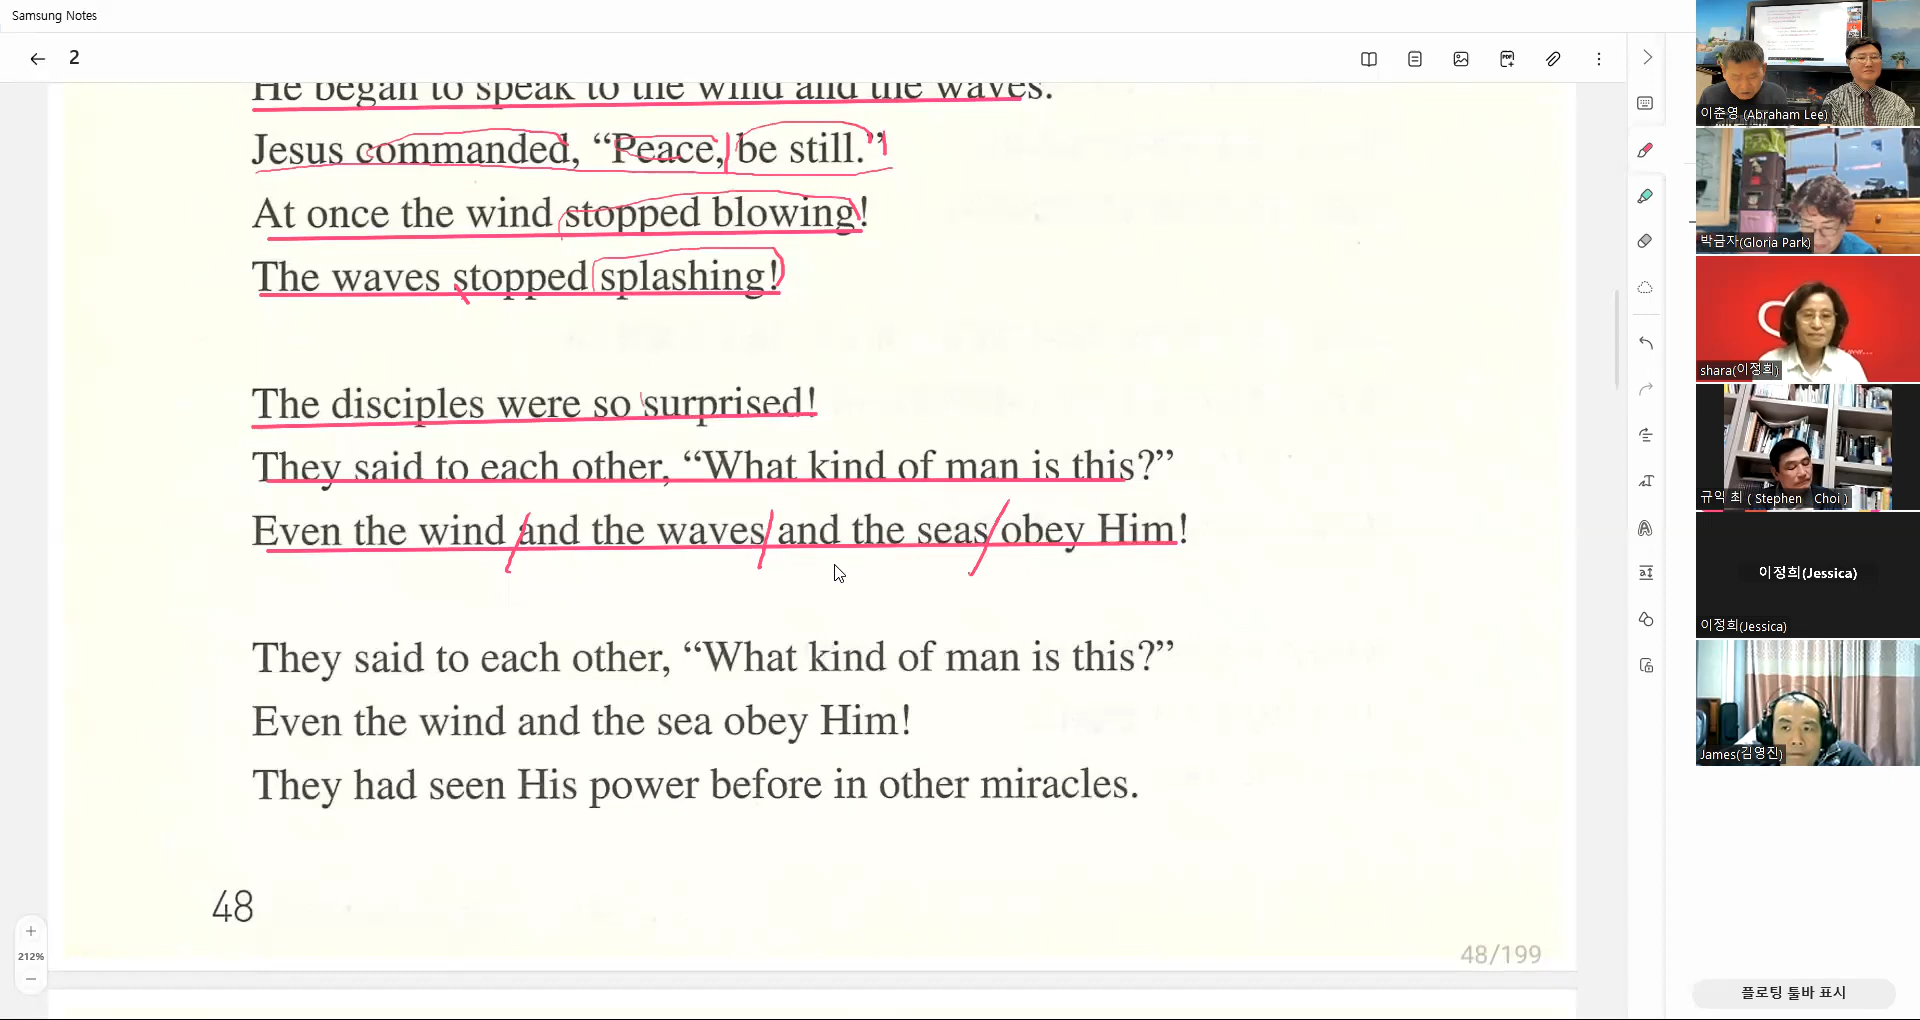 Samsung Notes
2
He began to speak to the wind and the waves.
Jesus commanded, “Peace, be still.”
At once the wind stopped blowing!
The waves stopped splashing!
The disciples were so surprised!
They said to each other, “What kind of man is this?”
Even the wind and the waves and the seas obey Him!
They said to each other, “What kind of man is this?”
Even the wind and the sea obey Him!
They had seen His power before in other miracles.
48
48/199
212%
이춘영 (Abraham Lee)
박금자(Gloria Park)
shara(이정희)
규익 최 ( Stephen Choi )
이정희(Jessica)
이정희(Jessica)
James(김영진)
플로팅 툴바 표시